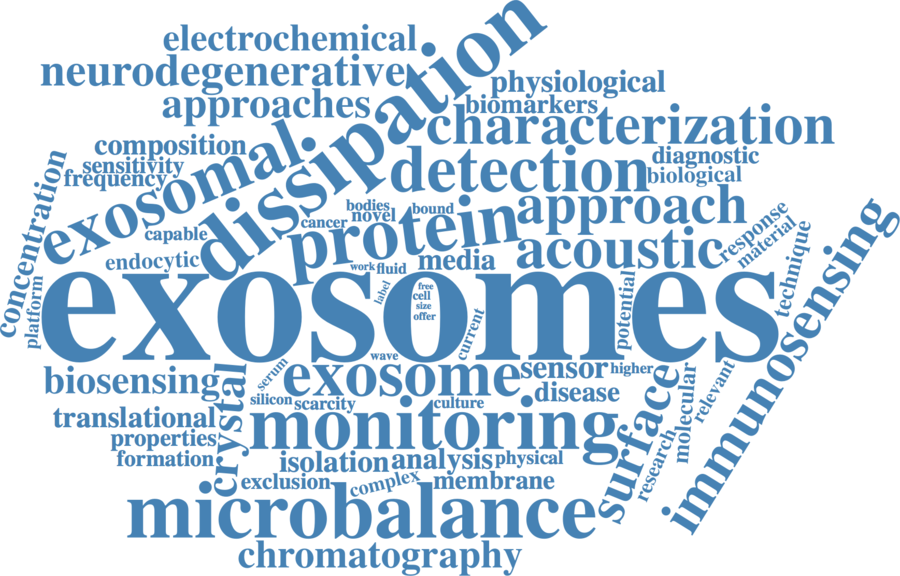 electrochemical
neurodegenerative
approaches
dissipation
physiological
biomarkers
characterization
composition
sensitivity
frequency
exosomal
detection
diagnostic
biological
concentration
platform
capable
endocytic
cancer
bodies
novel
bound
protein
approach
acoustic
response
material
technique
media
work
fluid
label
free
cell
size
offer
exosomes
current
potential
immunosensing
wave
biosensing
crystal
serum
silicon
scarcity
exosome
sensor
higher
disease
culture
surface
molecular
relevant
research
translational
properties
formation
monitoring
isolation
analysis
physical
exclusion
complex
membrane
microbalance
chromatography